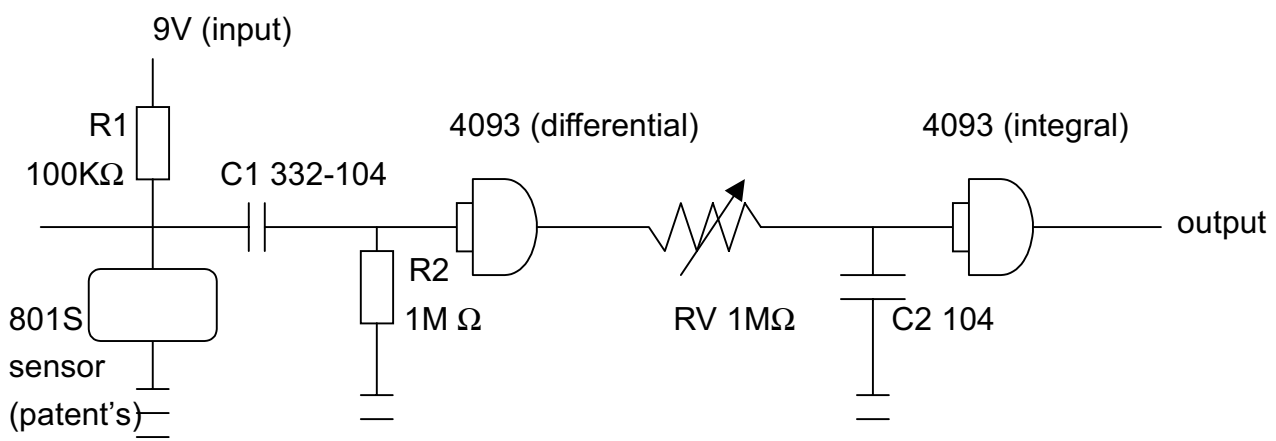 9V (input)
R1
100KΩ
C1 332-104
4093 (differential)
4093 (integral)
output
R2
1M Ω
RV 1MΩ
C2 104
801S
sensor
(patent's)